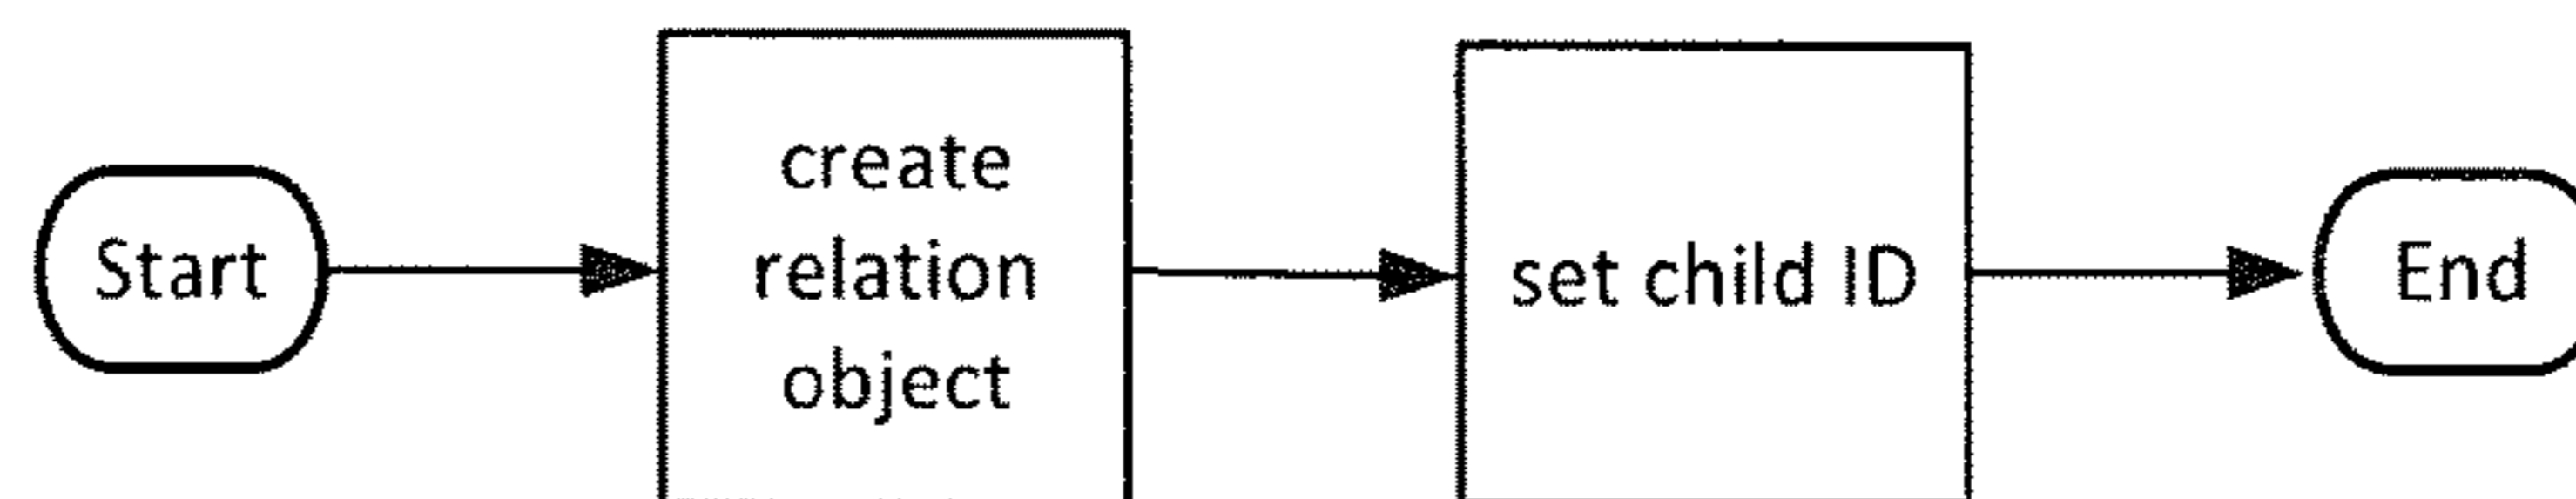 Start
create
relation
object
set child ID
End